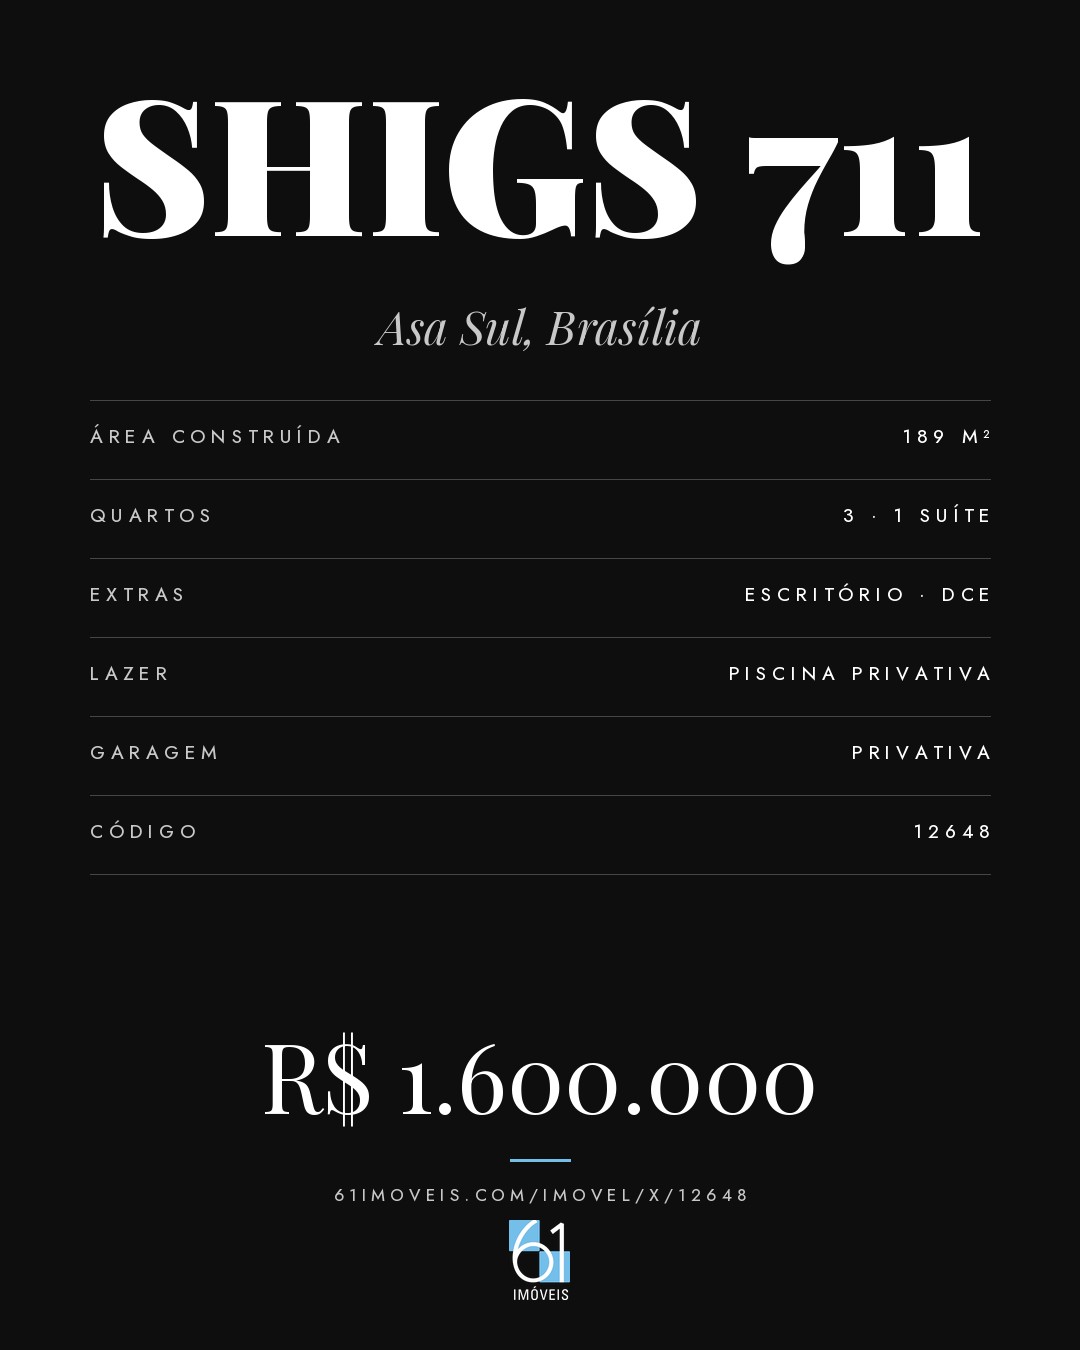 SHIGS 711
Asa Sul, Brasília
ÁREA CONSTRUÍDA 189 M²
QUARTOS 3 · 1 SUÍTE
EXTRAS ESCRITÓRIO · DCE
LAZER PISCINA PRIVATIVA
GARAGEM PRIVATIVA
CÓDIGO 12648
R$ 1.600.000
61IMOVEIS.COM/IMOVEL/X/12648
61
IMÓVEIS